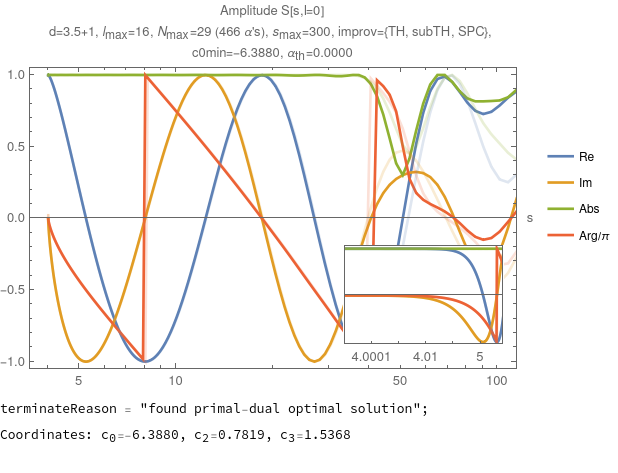 Amplitude S[s,l=0]
d=3.5+1, lmax=16, Nmax=29 (466 α's), smax=300, improv={TH, subTH, SPC},
c0min=-6.3880, αth=0.0000
1.0
0.5
0.0
-0.5
-1.0
5
10
50
100
s
4.0001
4.01
5
Re
Im
Abs
Arg/π
terminateReason = "found primal-dual optimal solution";
Coordinates: c0=-6.3880, c2=0.7819, c3=1.5368